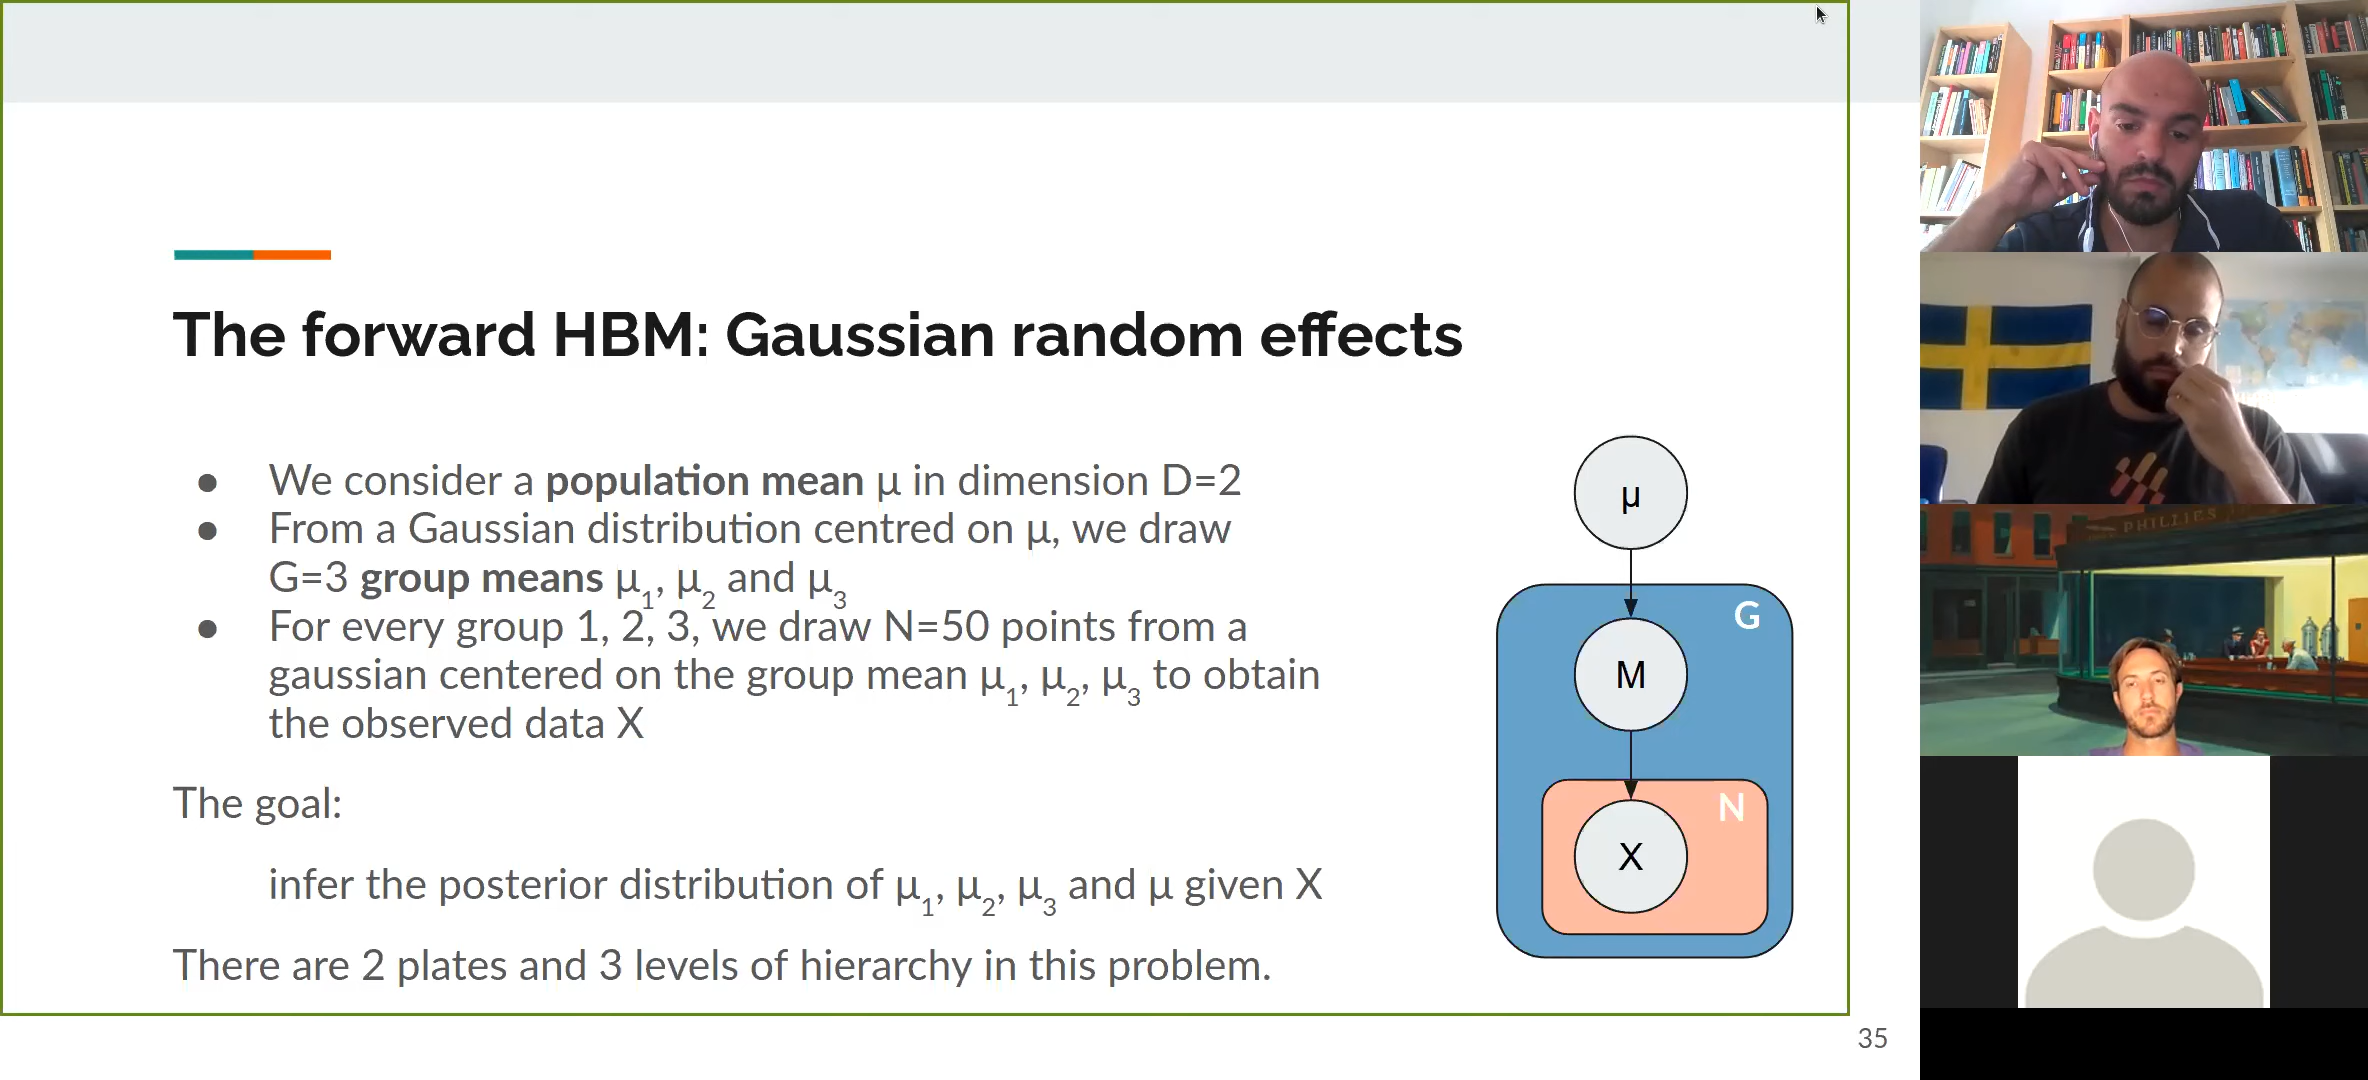 The forward HBM: Gaussian random effects
● We consider a population mean μ in dimension D=2
● From a Gaussian distribution centred on μ, we draw
G=3 group means μ1, μ2 and μ3
● For every group 1, 2, 3, we draw N=50 points from a
gaussian centered on the group mean μ1, μ2, μ3 to obtain
the observed data X
The goal:
infer the posterior distribution of μ1, μ2, μ3 and μ given X
There are 2 plates and 3 levels of hierarchy in this problem.
μ
G
M
N
X
35
PHILLIES